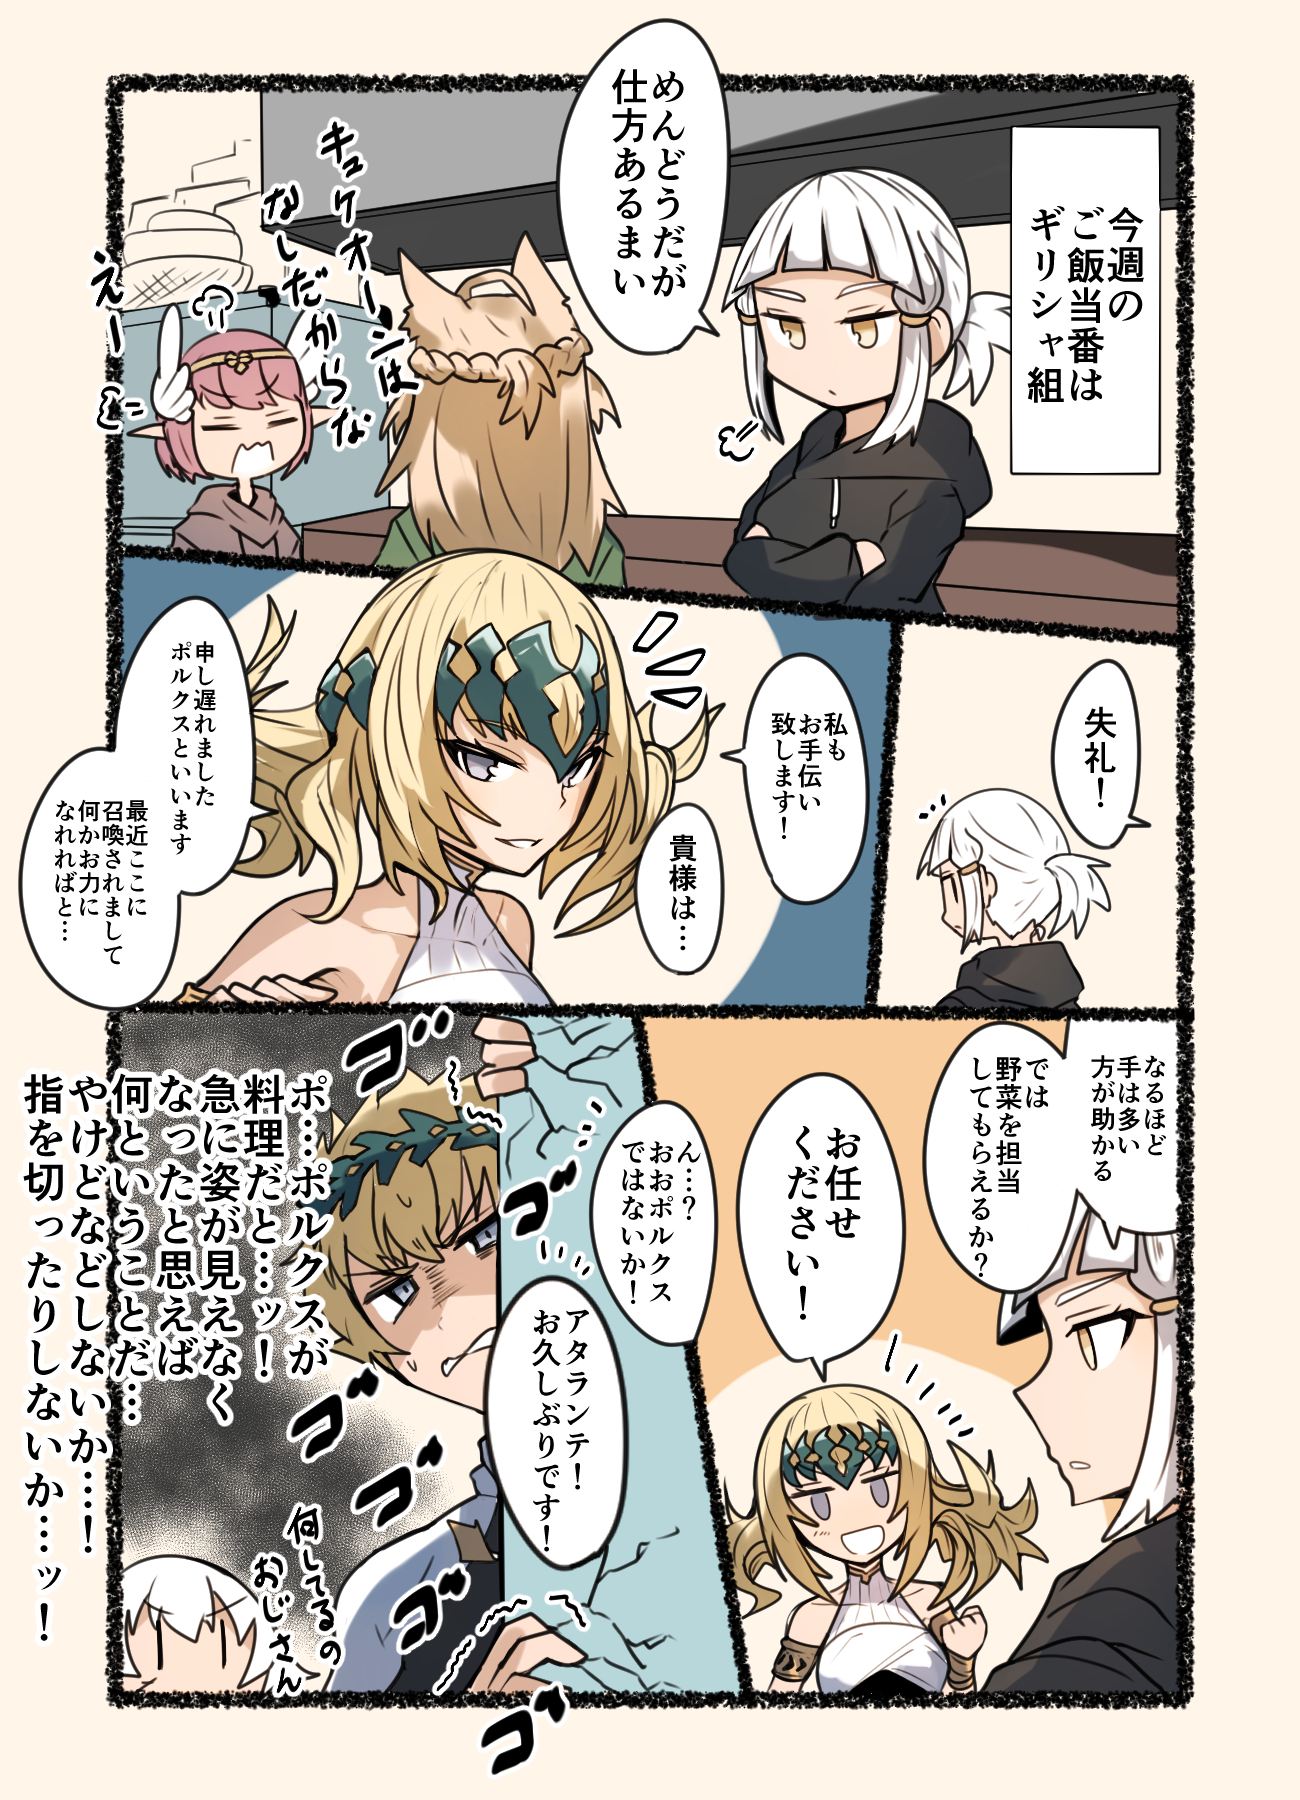 今週の
ご飯当番は
ギリシャ組
めんどうだが
仕方あるまい
キュケオーンは
なしだからな
えー
失礼！
私も
お手伝い
致します！
貴様は…
申し遅れました
ポルクスといいます
最近ここに
召喚されまして
何かお力に
なれればと…
なるほど
手は多い
方が助かる
では
野菜を担当
してもらえるか？
お任せ
ください！
ん…？
おおポルクス
ではないか！
アタランテ！
お久しぶりです！
ゴゴゴゴゴゴ
ポ…ポルクスが
料理だと…ッ！
急に姿が見えなく
なったと思えば
何ということだ…
やけどなどしないか…！
指を切ったりしないか…ッ！
何してるの
おじさん